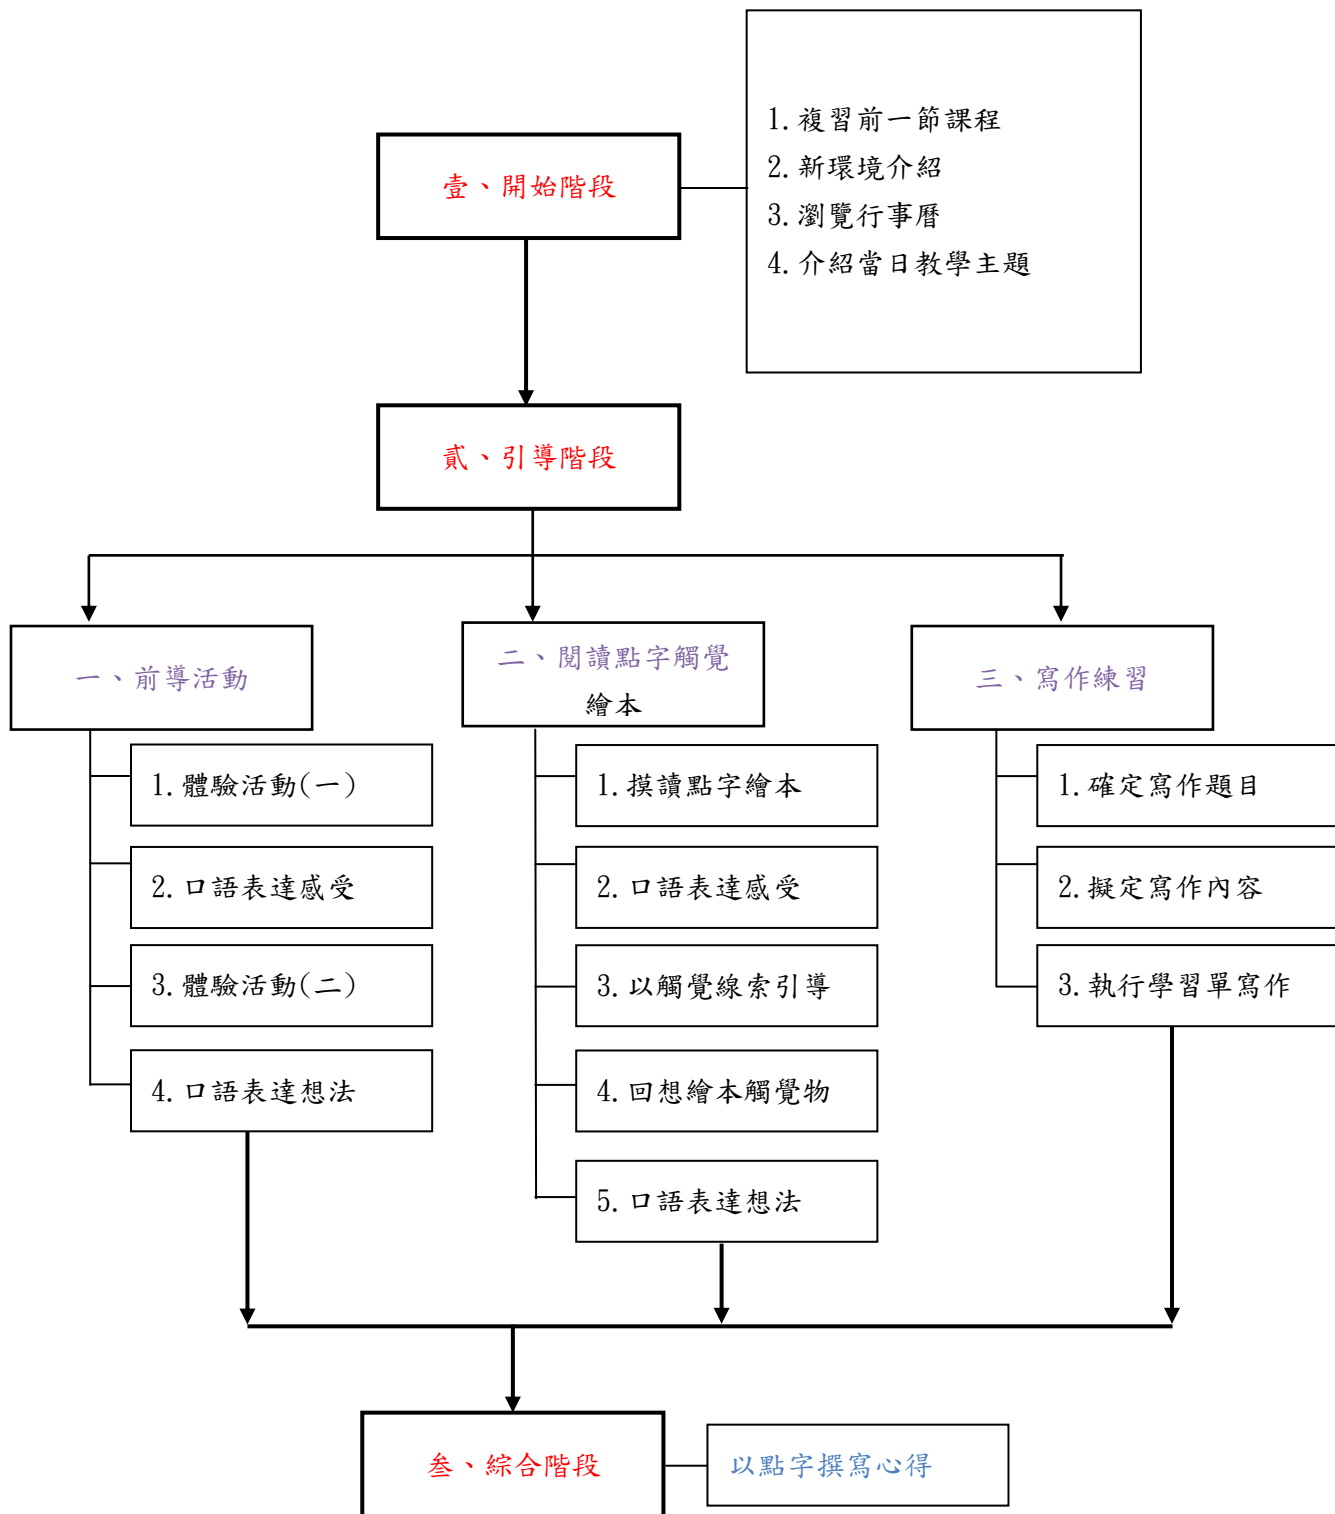 壹、開始階段
1.複習前一節課程
2.新環境介紹
3.瀏覽行事曆
4.介紹當日教學主題
貳、引導階段
一、前導活動
1.體驗活動(一)
2.口語表達感受
3.體驗活動(二)
4.口語表達想法
二、閱讀點字觸覺
繪本
1.摸讀點字繪本
2.口語表達感受
3.以觸覺線索引導
4.回想繪本觸覺物
5.口語表達想法
三、寫作練習
1.確定寫作題目
2.擬定寫作內容
3.執行學習單寫作
叁、綜合階段
以點字撰寫心得